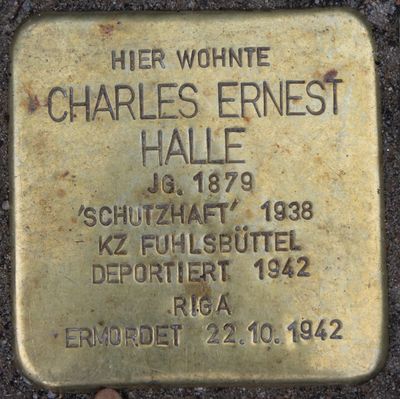 HIER WOHNTE
CHARLES ERNEST
HALLE
JG. 1879
'SCHUTZHAFT' 1938
KZ FUHLSBÜTTEL
DEPORTIERT 1942
RIGA
ERMORDET 22.10.1942